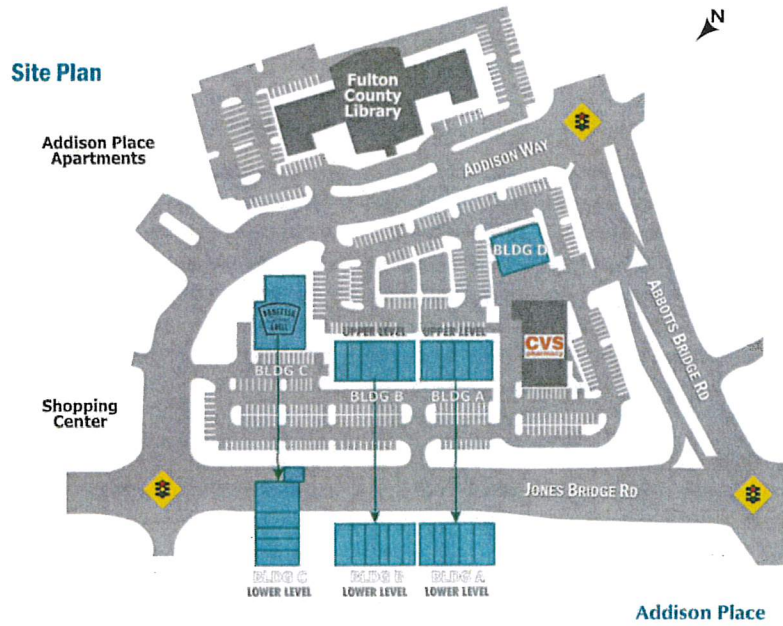 N
Site Plan
Fulton
County
Library
Addison Place
Apartments
ADDISON WAY
BLDG D
ABBOTTS BRIDGE RD
UPPER LEVEL
UPPER LEVEL
CVS
pharmacy
BLDG C
BLDG B
BLDG A
Shopping
Center
JONES BRIDGE RD
BLDG C
LOWER LEVEL
BLDG B
LOWER LEVEL
BLDG A
LOWER LEVEL
Addison Place